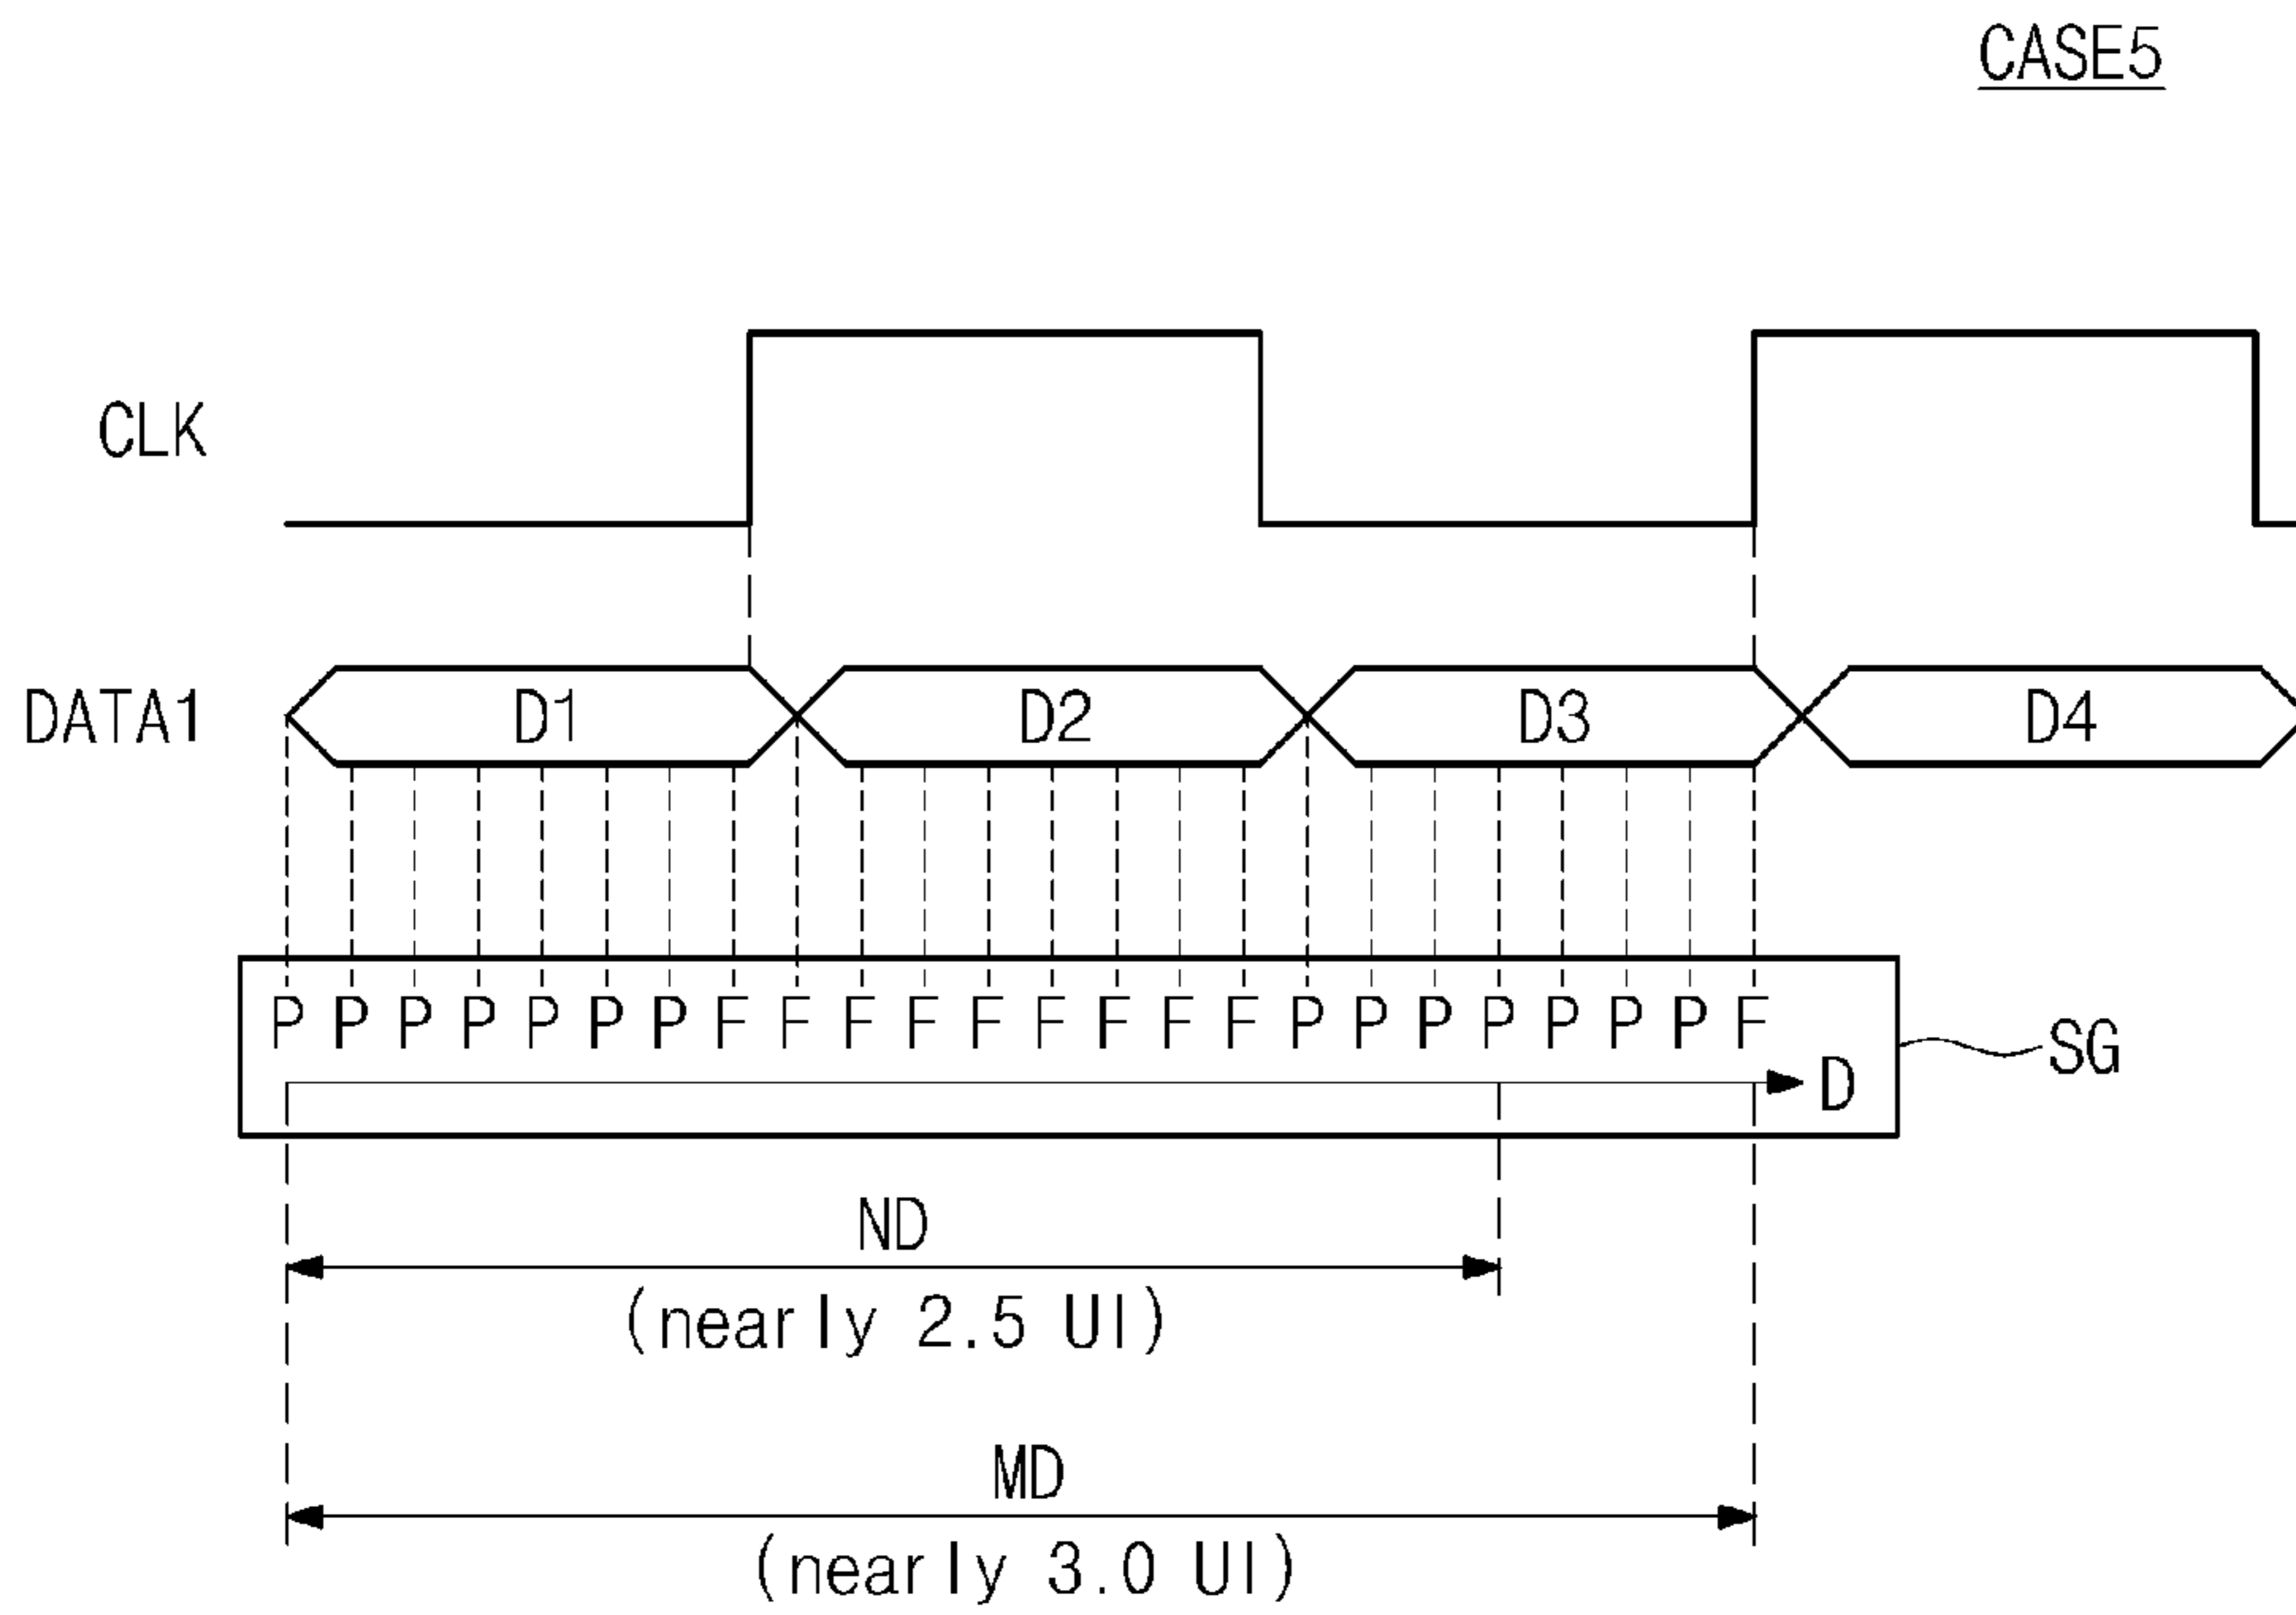 CASE5
CLK
DATA1 D1 D2 D3 D4
P P P P P P P F F F F F F F F F P P P P P P P F
D
SG
ND
(nearly 2.5 UI)
MD
(nearly 3.0 UI)